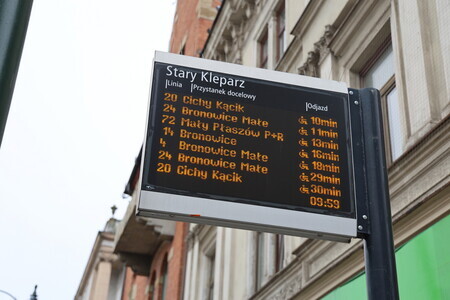 Stary Kleparz
Linia Przystanek docelowy Odjazd
20 Cichy Kącik 10min
24 Bronowice Małe 11min
72 Mały Płaszów P+R 13min
14 Bronowice 16min
4 Bronowice Małe 18min
24 Bronowice Małe 29min
20 Cichy Kącik 30min
09:59